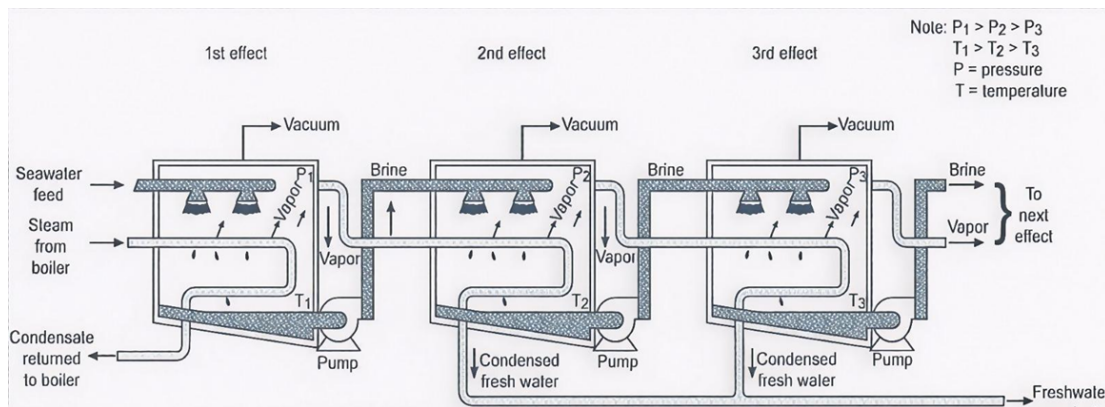 Note: P1 > P2 > P3
T1 > T2 > T3
P = pressure
T = temperature
1st effect
2nd effect
3rd effect
Vacuum
Vacuum
Vacuum
Seawater
feed
Steam
from
boiler
Condensate
returned
to boiler
P1
Vapor
Vapor
T1
Pump
Brine
P2
Vapor
Vapor
T2
Pump
Condensed
fresh water
Brine
P3
Vapor
T3
Pump
Condensed
fresh water
Brine
Vapor
To
next
effect
Freshwate